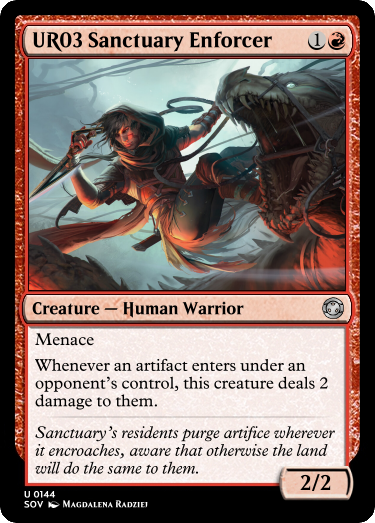 UR03 Sanctuary Enforcer 1
Creature — Human Warrior
Menace
Whenever an artifact enters under an
opponent's control, this creature deals 2
damage to them.
Sanctuary's residents purge artifice wherever
it encroaches, aware that otherwise the land
will do the same to them.
2/2
U 0144
SOV MAGDALENA RADZIEJ